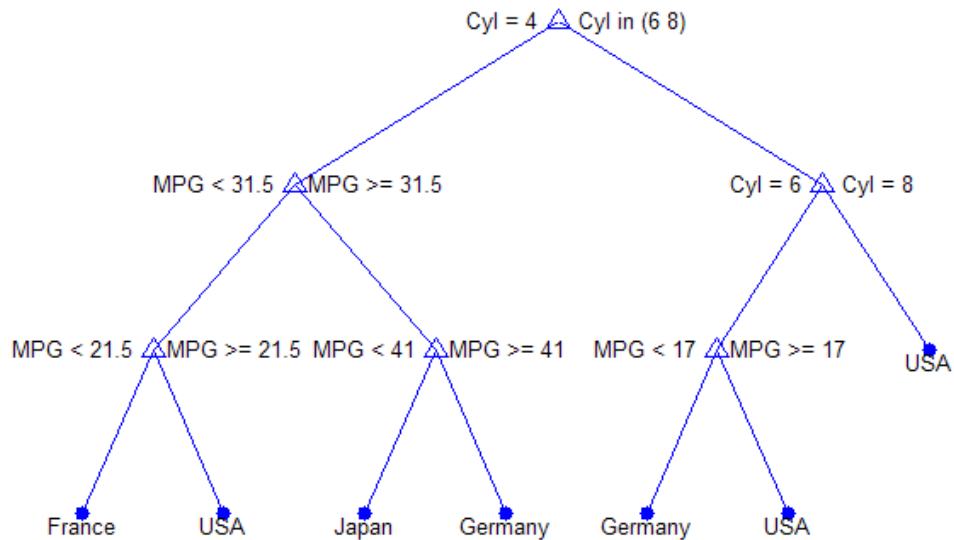 Cyl = 4 Cyl in (6 8)
MPG < 31.5 MPG >= 31.5 Cyl = 6 Cyl = 8
MPG < 21.5 MPG >= 21.5 MPG < 41 MPG >= 41 MPG < 17 MPG >= 17
USA
France USA Japan Germany Germany USA